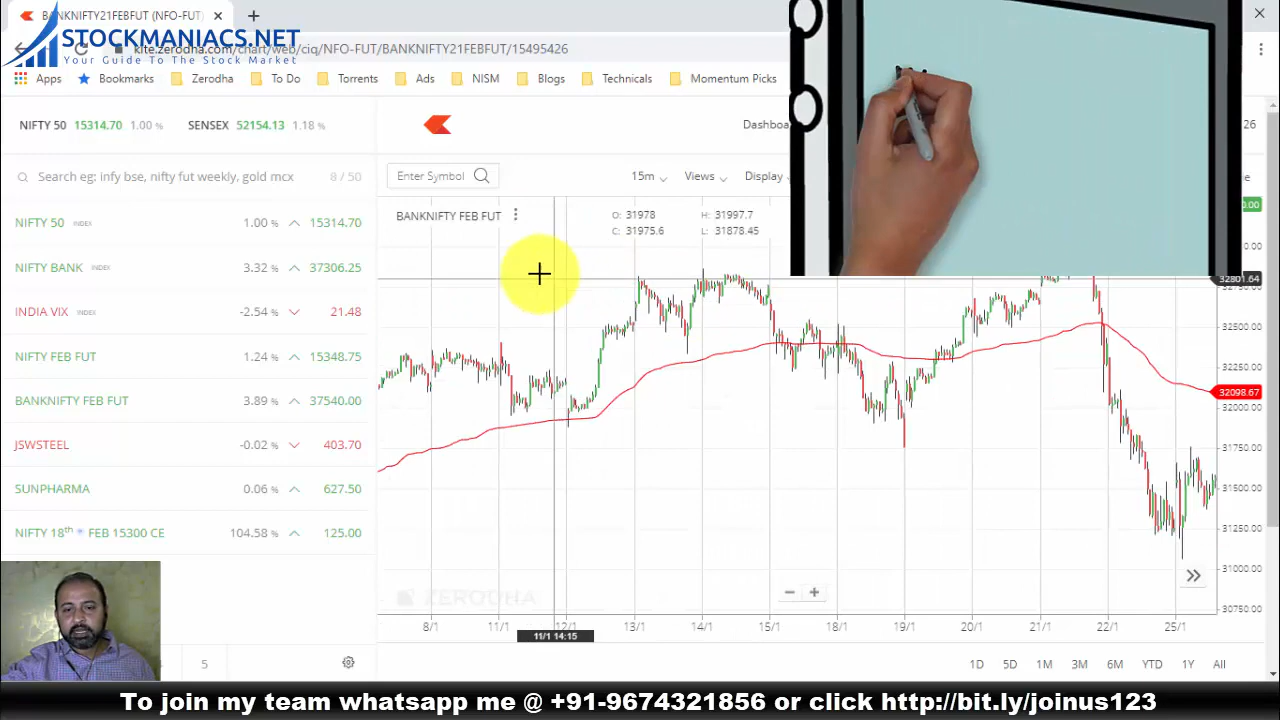 BANKNIFTY21FEBFUT (NFO-FUT)
STOCKMANIACS.NET
Your Guide To The Stock Market
kite.zerodha.com/chart/web/ciq/NFO-FUT/BANKNIFTY21FEBFUT/15495426
Apps Bookmarks Zerodha To Do Torrents Ads NISM Blogs Technicals Momentum Picks
NIFTY 50 15314.70 1.00 % SENSEX 52154.13 1.18 %
Dashboa
26
Search eg: infy bse, nifty fut weekly, gold mcx 8 / 50
Enter Symbol 15m Views Display
NIFTY 50 INDEX 1.00 % 15314.70
NIFTY BANK INDEX 3.32 % 37306.25
INDIA VIX INDEX -2.54 % 21.48
NIFTY FEB FUT 1.24 % 15348.75
BANKNIFTY FEB FUT 3.89 % 37540.00
JSWSTEEL -0.02 % 403.70
SUNPHARMA 0.06 % 627.50
NIFTY 18th FEB 15300 CE 104.58 % 125.00
5
BANKNIFTY FEB FUT
O: 31978 H: 31997.7
C: 31975.6 L: 31878.45
32801.64
32500.00
32250.00
32098.67
32000.00
31750.00
31500.00
31250.00
31000.00
30750.00
ZERODHA
8/1 11/1 12/1 13/1 14/1 15/1 18/1 19/1 20/1 21/1 22/1 25/1
11/1 14:15
1D 5D 1M 3M 6M YTD 1Y All
To join my team whatsapp me @ +91-9674321856 or click http://bit.ly/joinus123